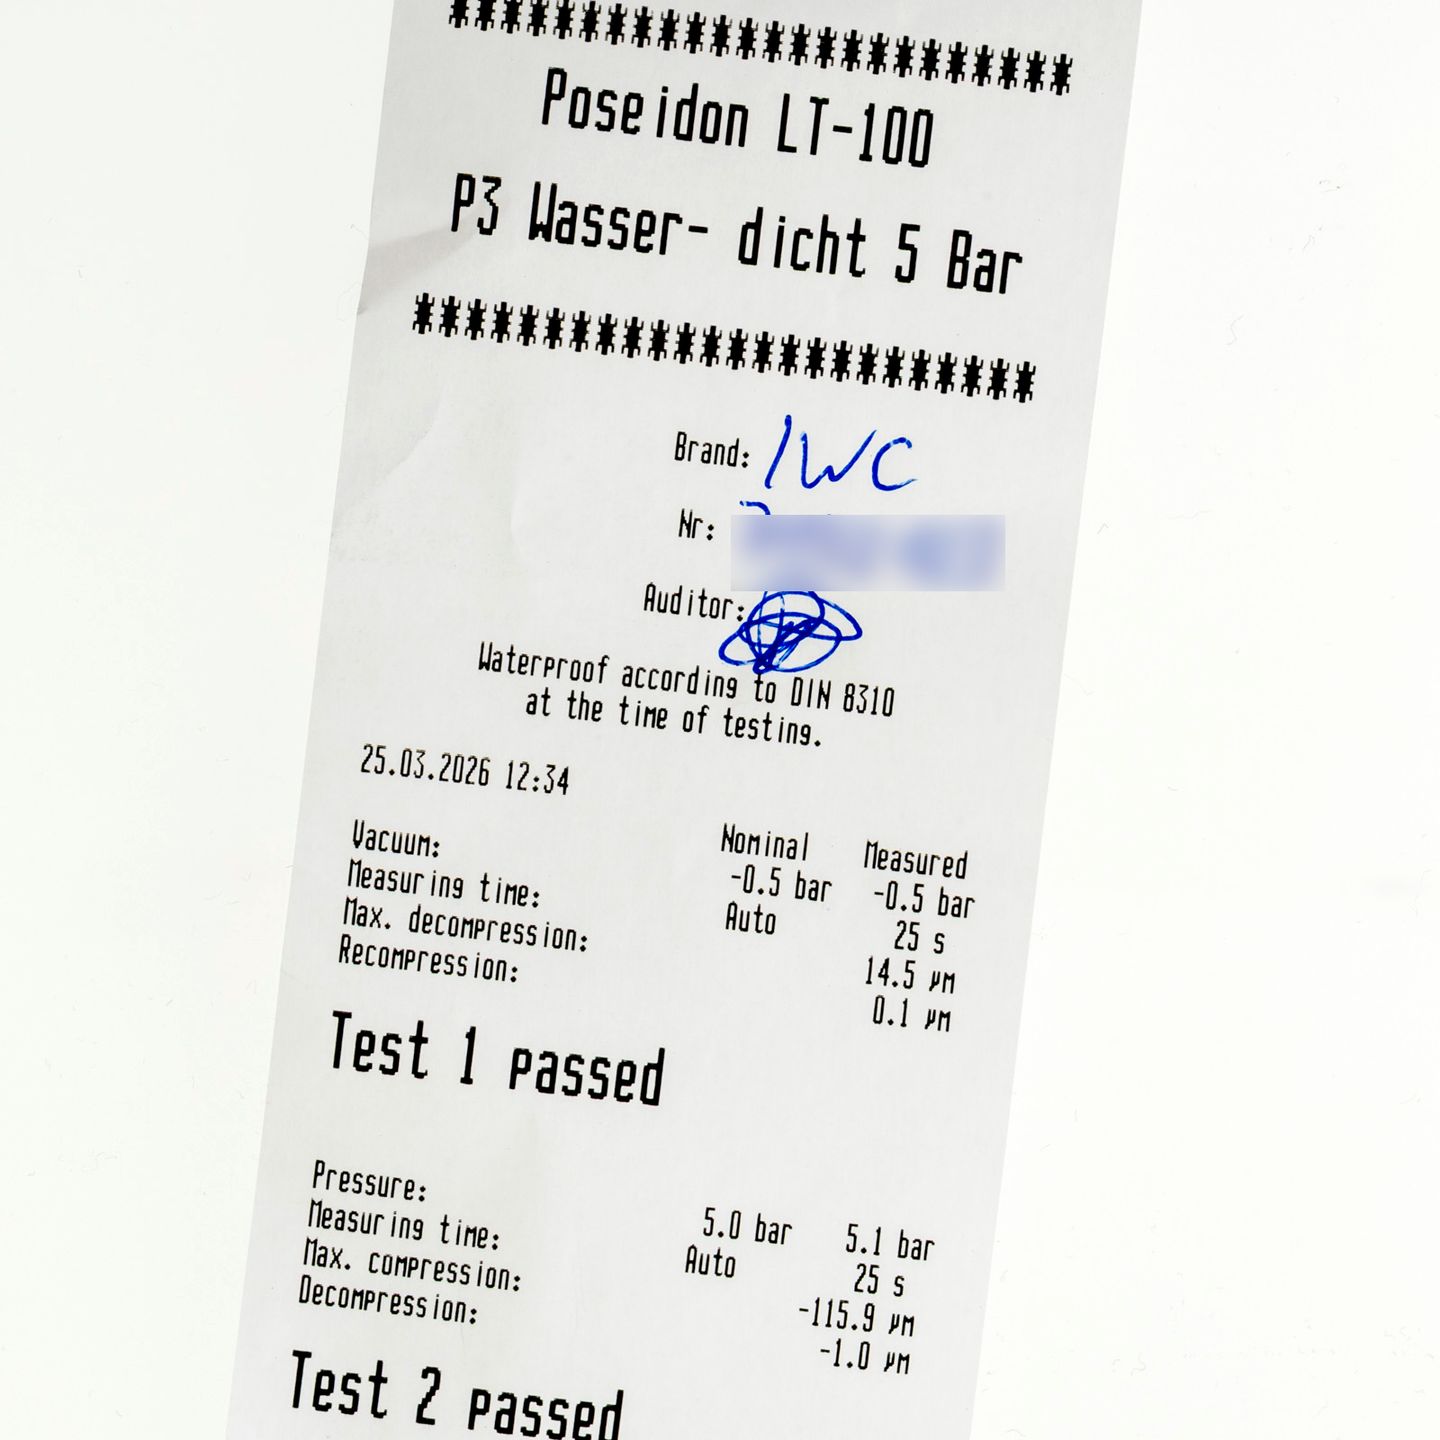 ************************
Poseidon LT-100
P3 Wasser- dicht 5 Bar
************************
Brand: IWC
Nr:
Auditor:
Waterproof according to DIN 8310
at the time of testing.
25.03.2026 12:34
Nominal Measured
Vacuum: -0.5 bar -0.5 bar
Measuring time: Auto 25 s
Max. decompression: 14.5 µm
Recompression: 0.1 µm
Test 1 passed
Pressure: 5.0 bar 5.1 bar
Measuring time: Auto 25 s
Max. compression: -115.9 µm
Decompression: -1.0 µm
Test 2 passed